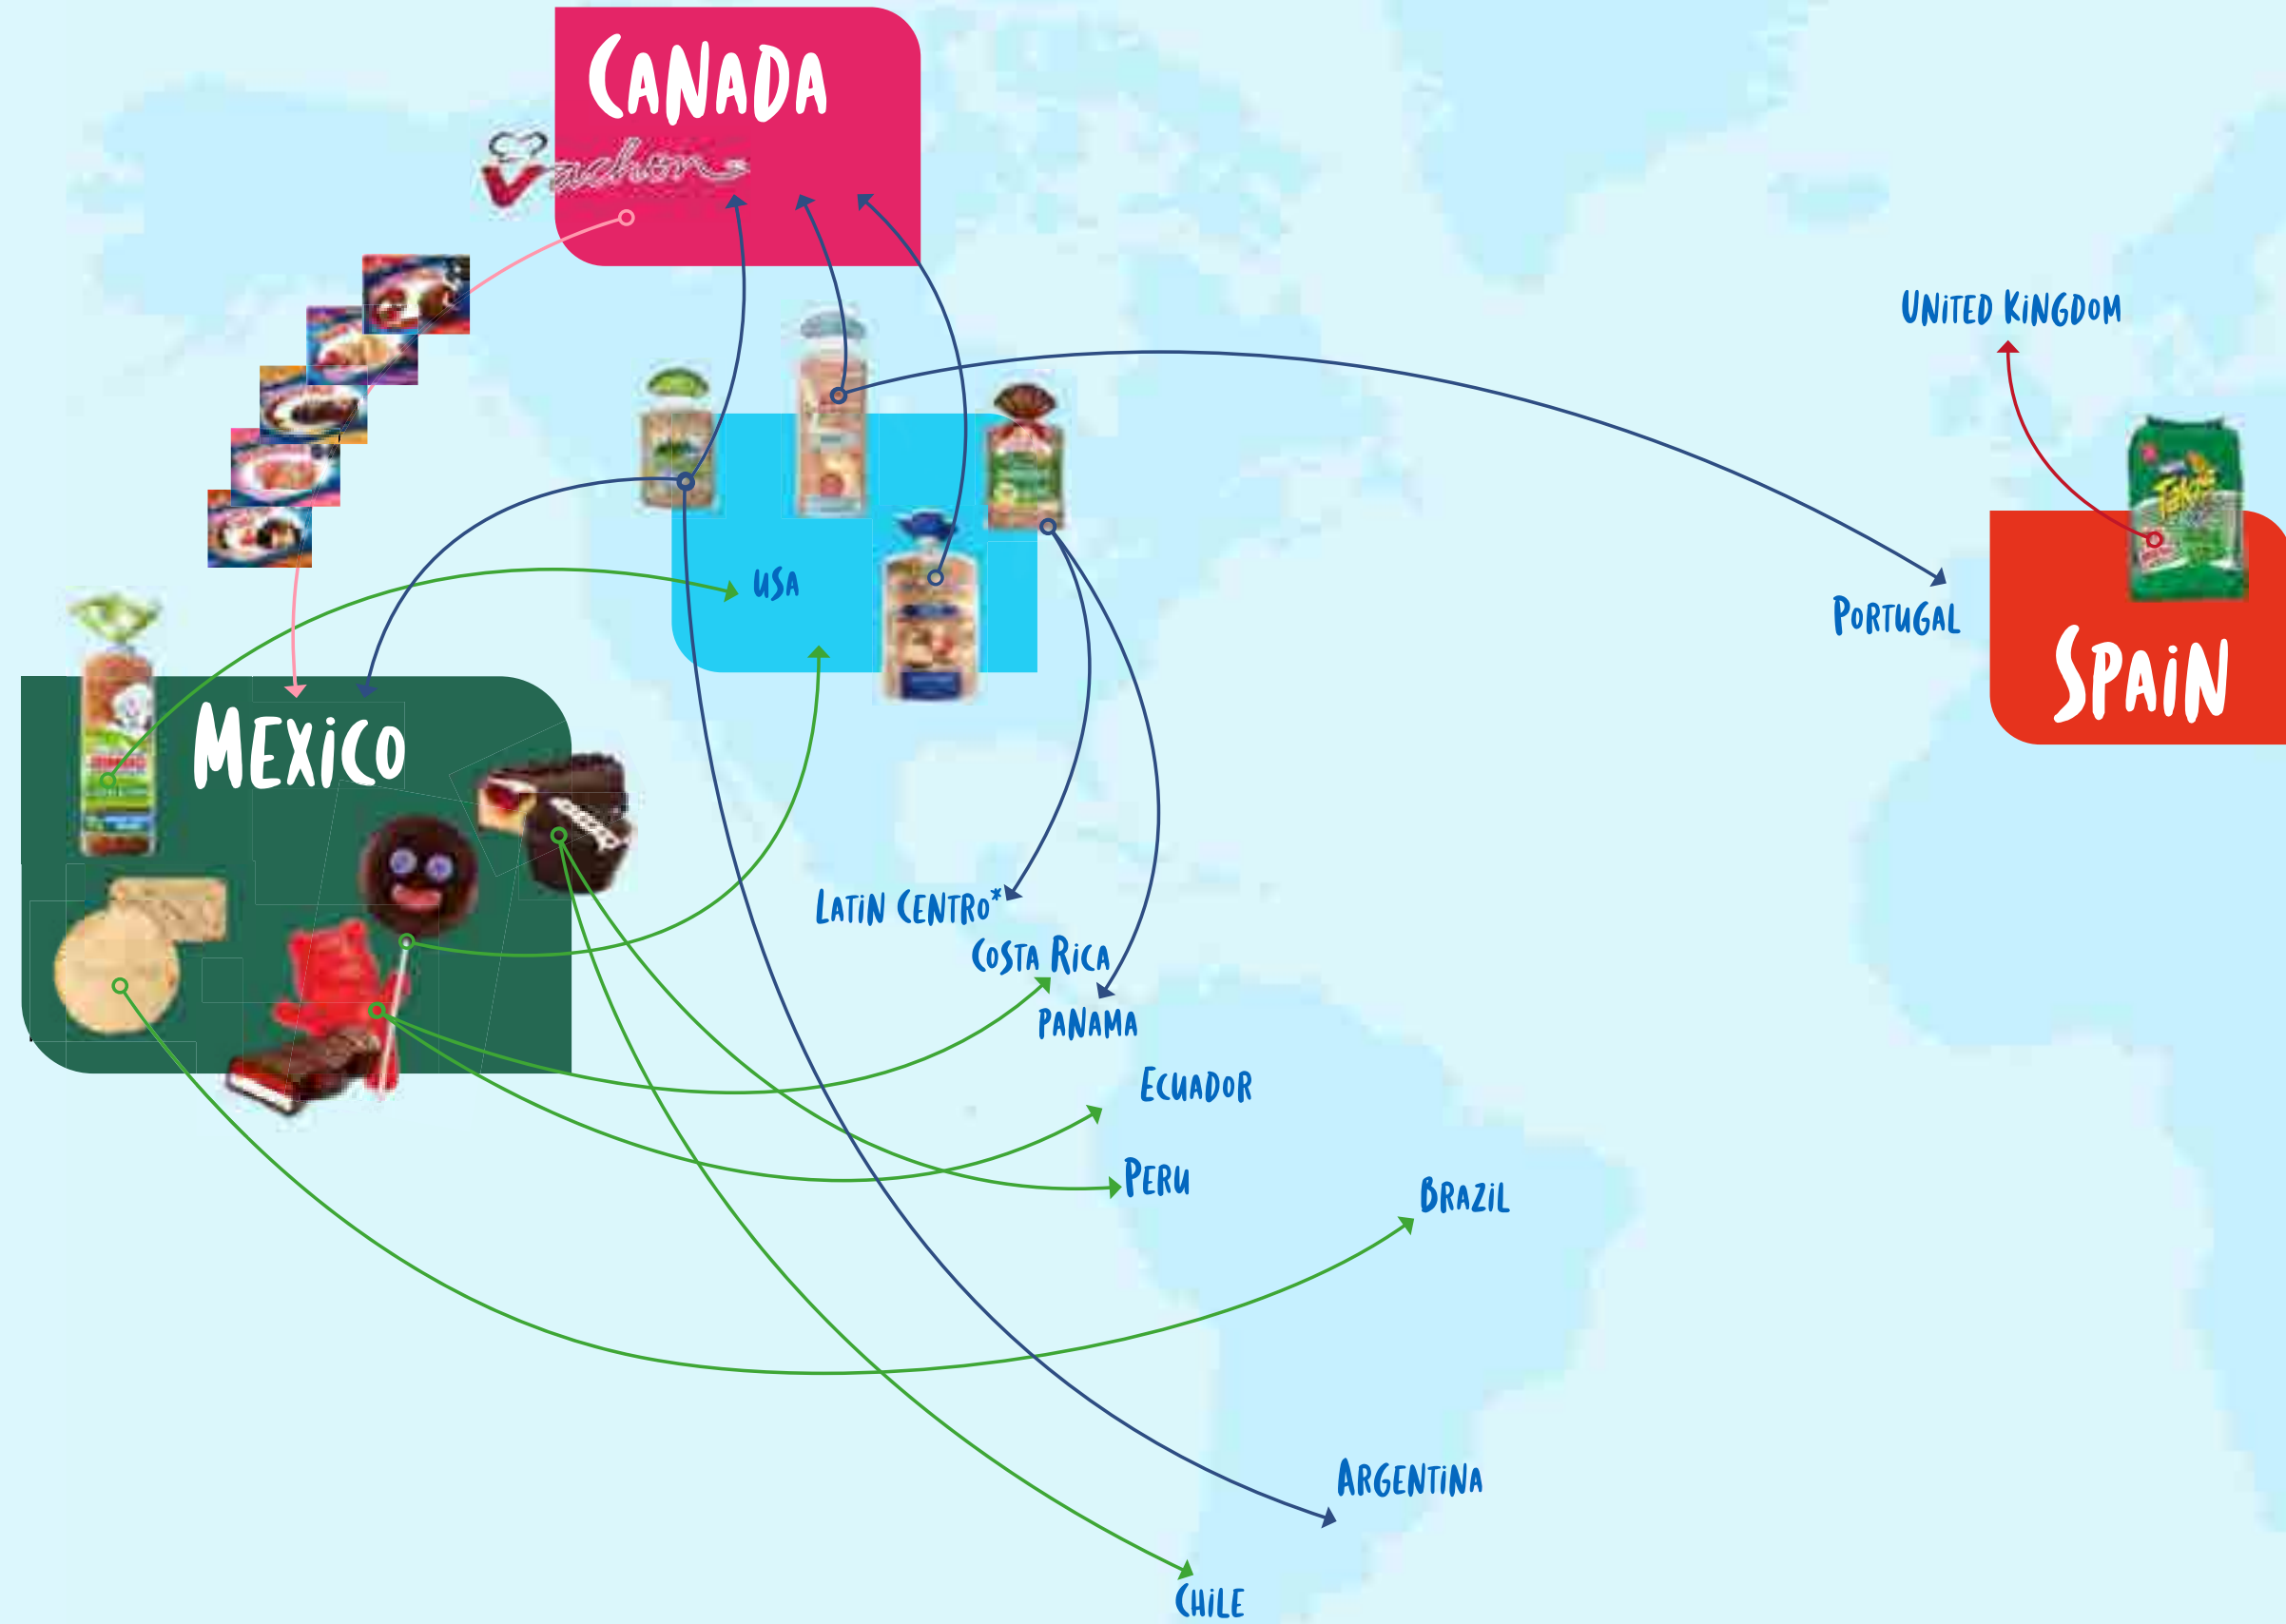 CANADA
Vachon
UNiTED KiNGDOM
USA
PORTUGAL
SPAiN
MEXiCO
LATiN CENTRO*
COSTA RiCA
PANAMA
ECUADOR
PERU
BRAZiL
ARGENTiNA
CHiLE